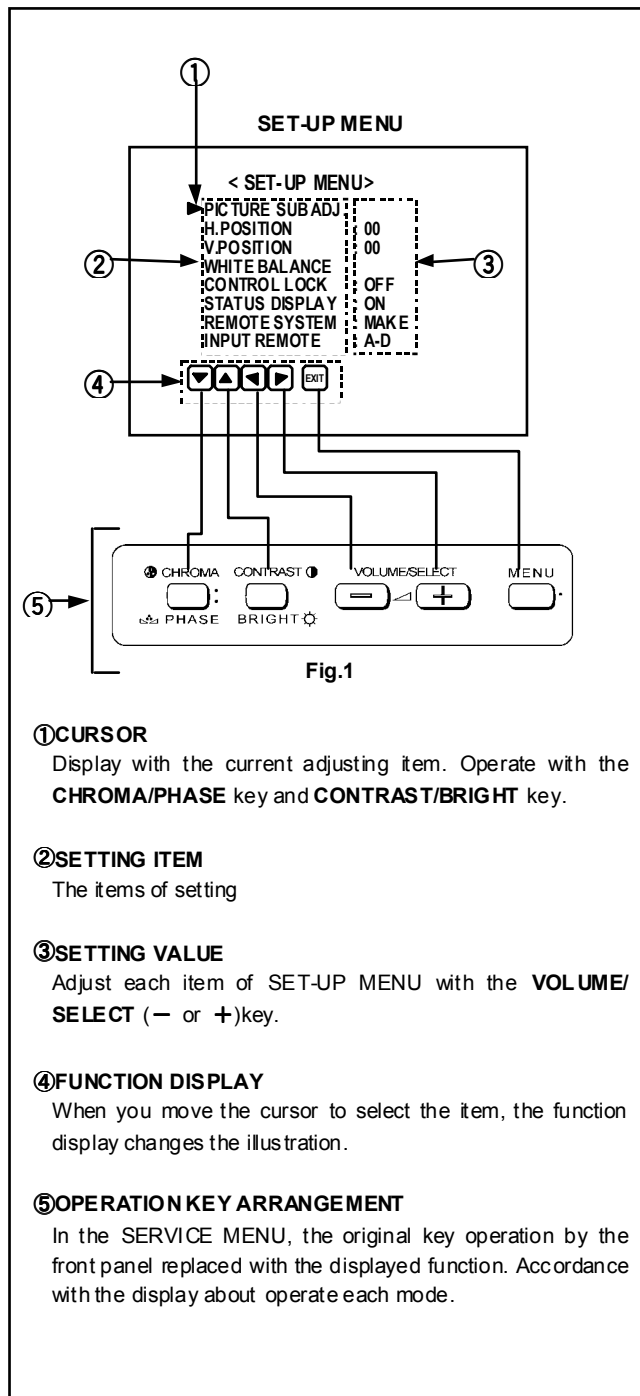 ①
SET-UP MENU
< SET-UP MENU>
PICTURE SUB ADJ.
H.POSITION : 00
V.POSITION : 00
② WHITE BALANCE ③
CONTROL LOCK : OFF
STATUS DISPLAY : ON
REMOTE SYSTEM : MAKE
INPUT REMOTE : A-D
④ EXIT
CHROMA CONTRAST VOLUME/SELECT MENU
⑤ − +
PHASE BRIGHT
Fig.1
①CURSOR
Display with the current adjusting item. Operate with the
CHROMA/PHASE key and CONTRAST/BRIGHT key.
②SETTING ITEM
The items of setting
③SETTING VALUE
Adjust each item of SET-UP MENU with the VOLUME/
SELECT (− or +)key.
④FUNCTION DISPLAY
When you move the cursor to select the item, the function
display changes the illustration.
⑤OPERATION KEY ARRANGEMENT
In the SERVICE MENU, the original key operation by the
front panel replaced with the displayed function. Accordance
with the display about operate each mode.